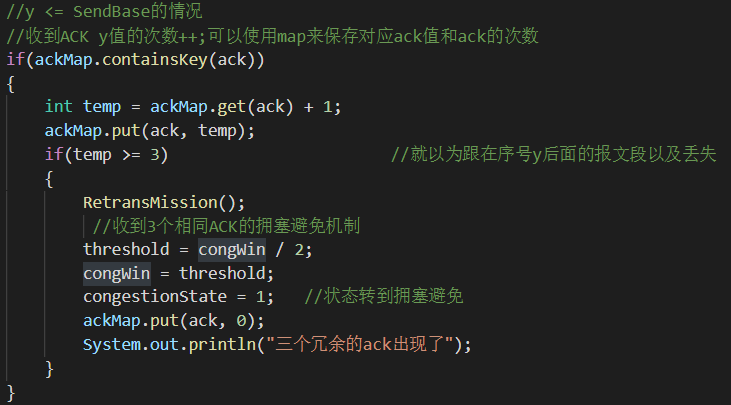 //y <= SendBase的情况
//收到ACK y值的次数++;可以使用map来保存对应ack值和ack的次数
if(ackMap.containsKey(ack))
{
int temp = ackMap.get(ack) + 1;
ackMap.put(ack, temp);
if(temp >= 3) //就以为跟在序号y后面的报文段以及丢失
{
RetransMission();
//收到3个相同ACK的拥塞避免机制
threshold = congWin / 2;
congWin = threshold;
congestionState = 1; //状态转到拥塞避免
ackMap.put(ack, 0);
System.out.println("三个冗余的ack出现了");
}
}